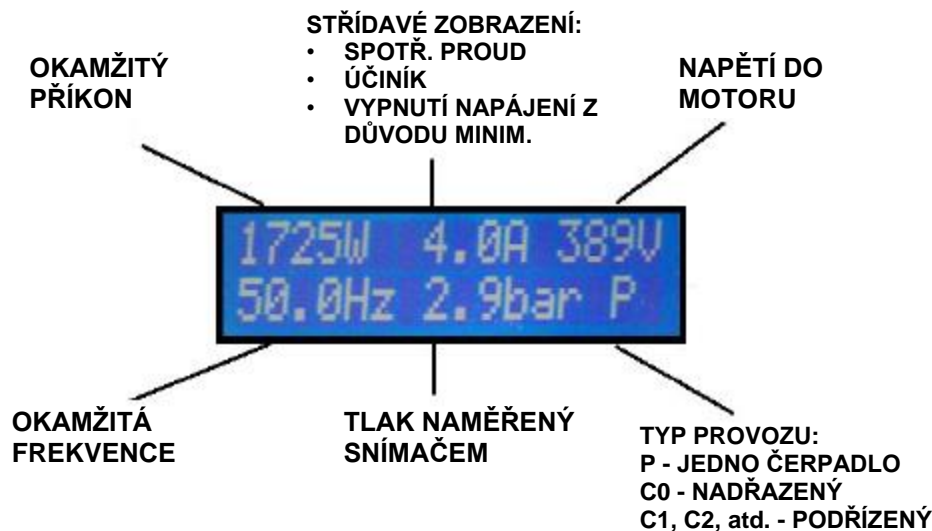 OKAMŽITÝ
PŘÍKON
STŘÍDAVÉ ZOBRAZENÍ:
• SPOTŘ. PROUD
• ÚČINÍK
• VYPNUTÍ NAPÁJENÍ Z
DŮVODU MINIM.
NAPĚTÍ DO
MOTORU
1725W 4.0A 389V
50.0Hz 2.9bar P
OKAMŽITÁ
FREKVENCE
TLAK NAMĚŘENÝ
SNÍMAČEM
TYP PROVOZU:
P - JEDNO ČERPADLO
C0 - NADŘAZENÝ
C1, C2, atd. - PODŘÍZENÝ